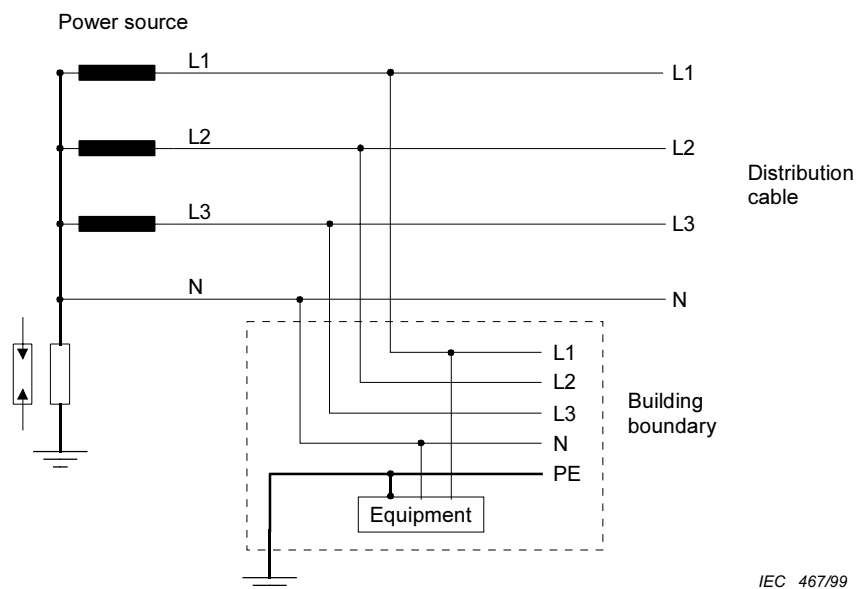 Power source
L1
L1
L2
L2
Distribution
cable
L3
L3
N
N
L1
L2
L3
N
PE
Building
boundary
Equipment
IEC 467/99